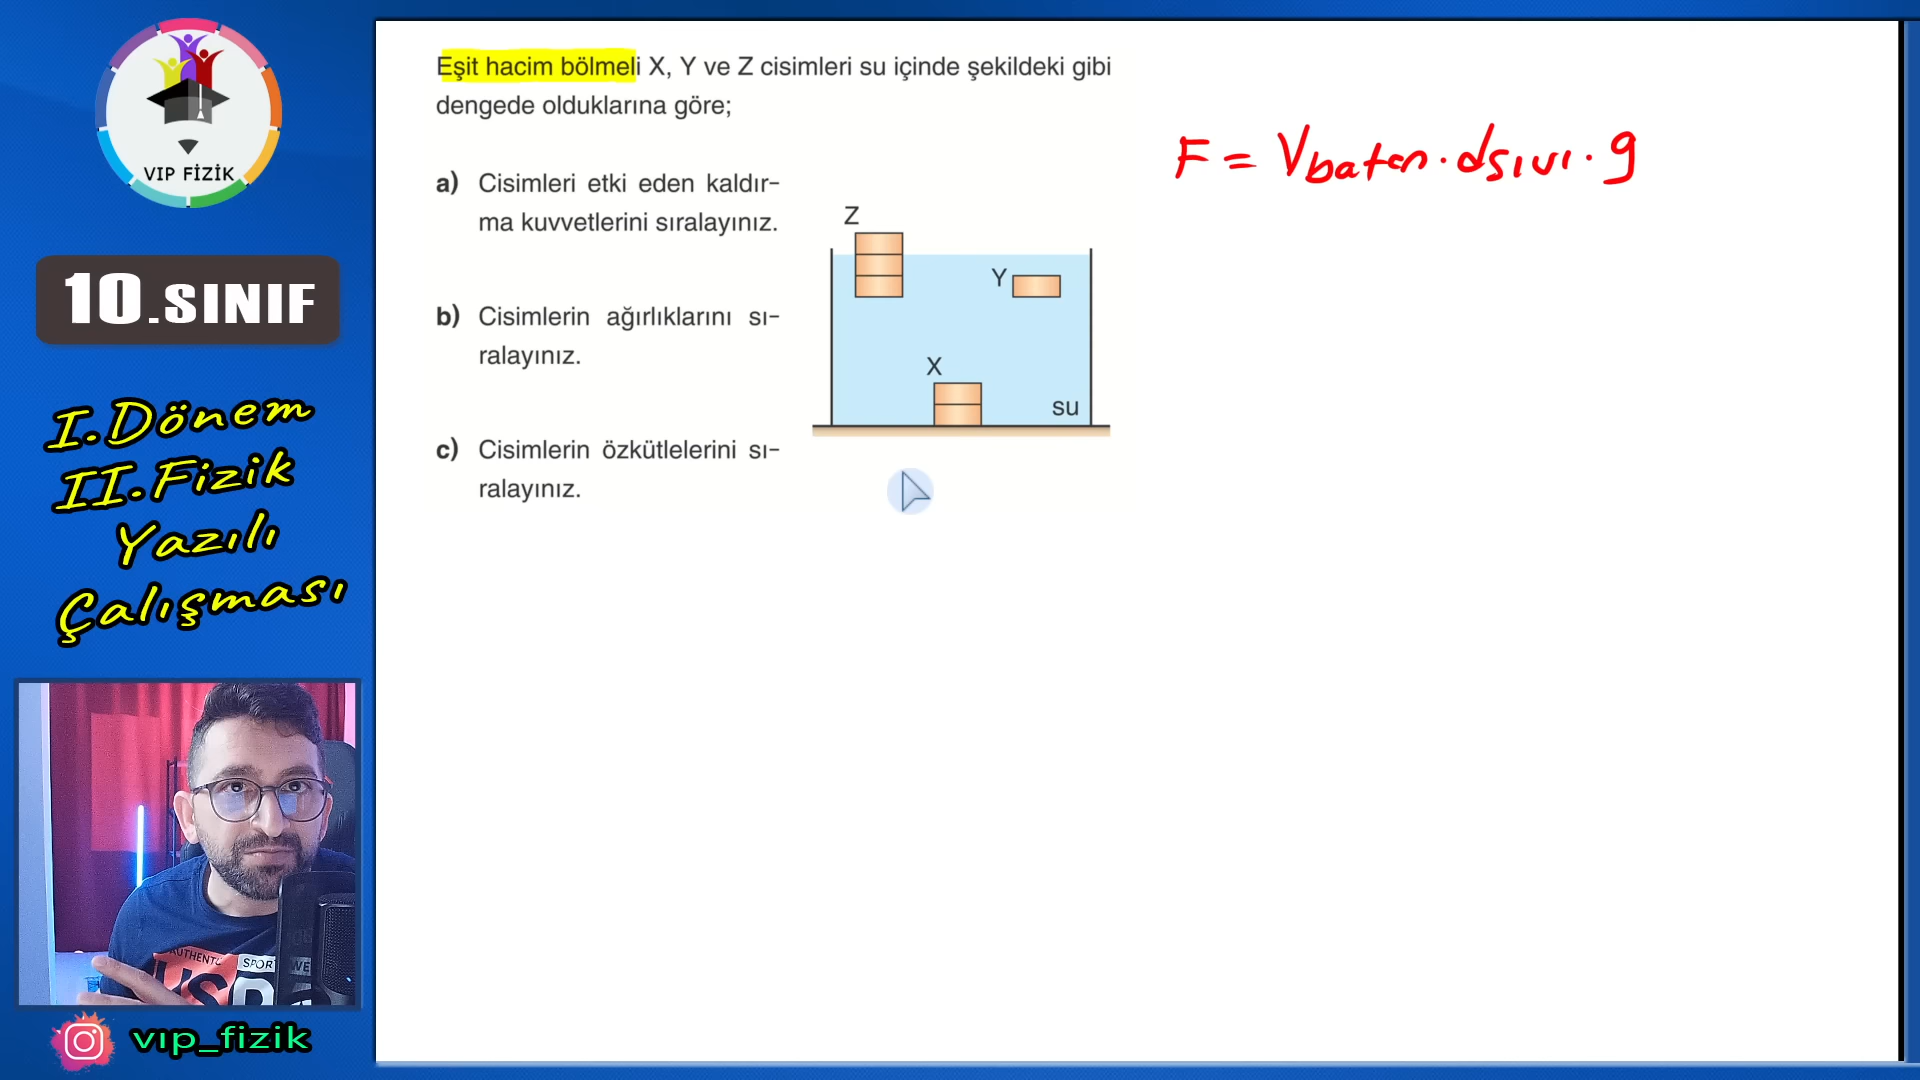 VIP FİZİK
10.SINIF
I.Dönem
II.Fizik
Yazılı
Çalışması
vıp_fizik
Eşit hacim bölmeli X, Y ve Z cisimleri su içinde şekildeki gibi
dengede olduklarına göre;
a) Cisimleri etki eden kaldır-
ma kuvvetlerini sıralayınız.
b) Cisimlerin ağırlıklarını sı-
ralayınız.
c) Cisimlerin özkütlelerini sı-
ralayınız.
Z
Y
X
su
F = Vbatan . dsıvı . g
AUTHENTC
SPORT